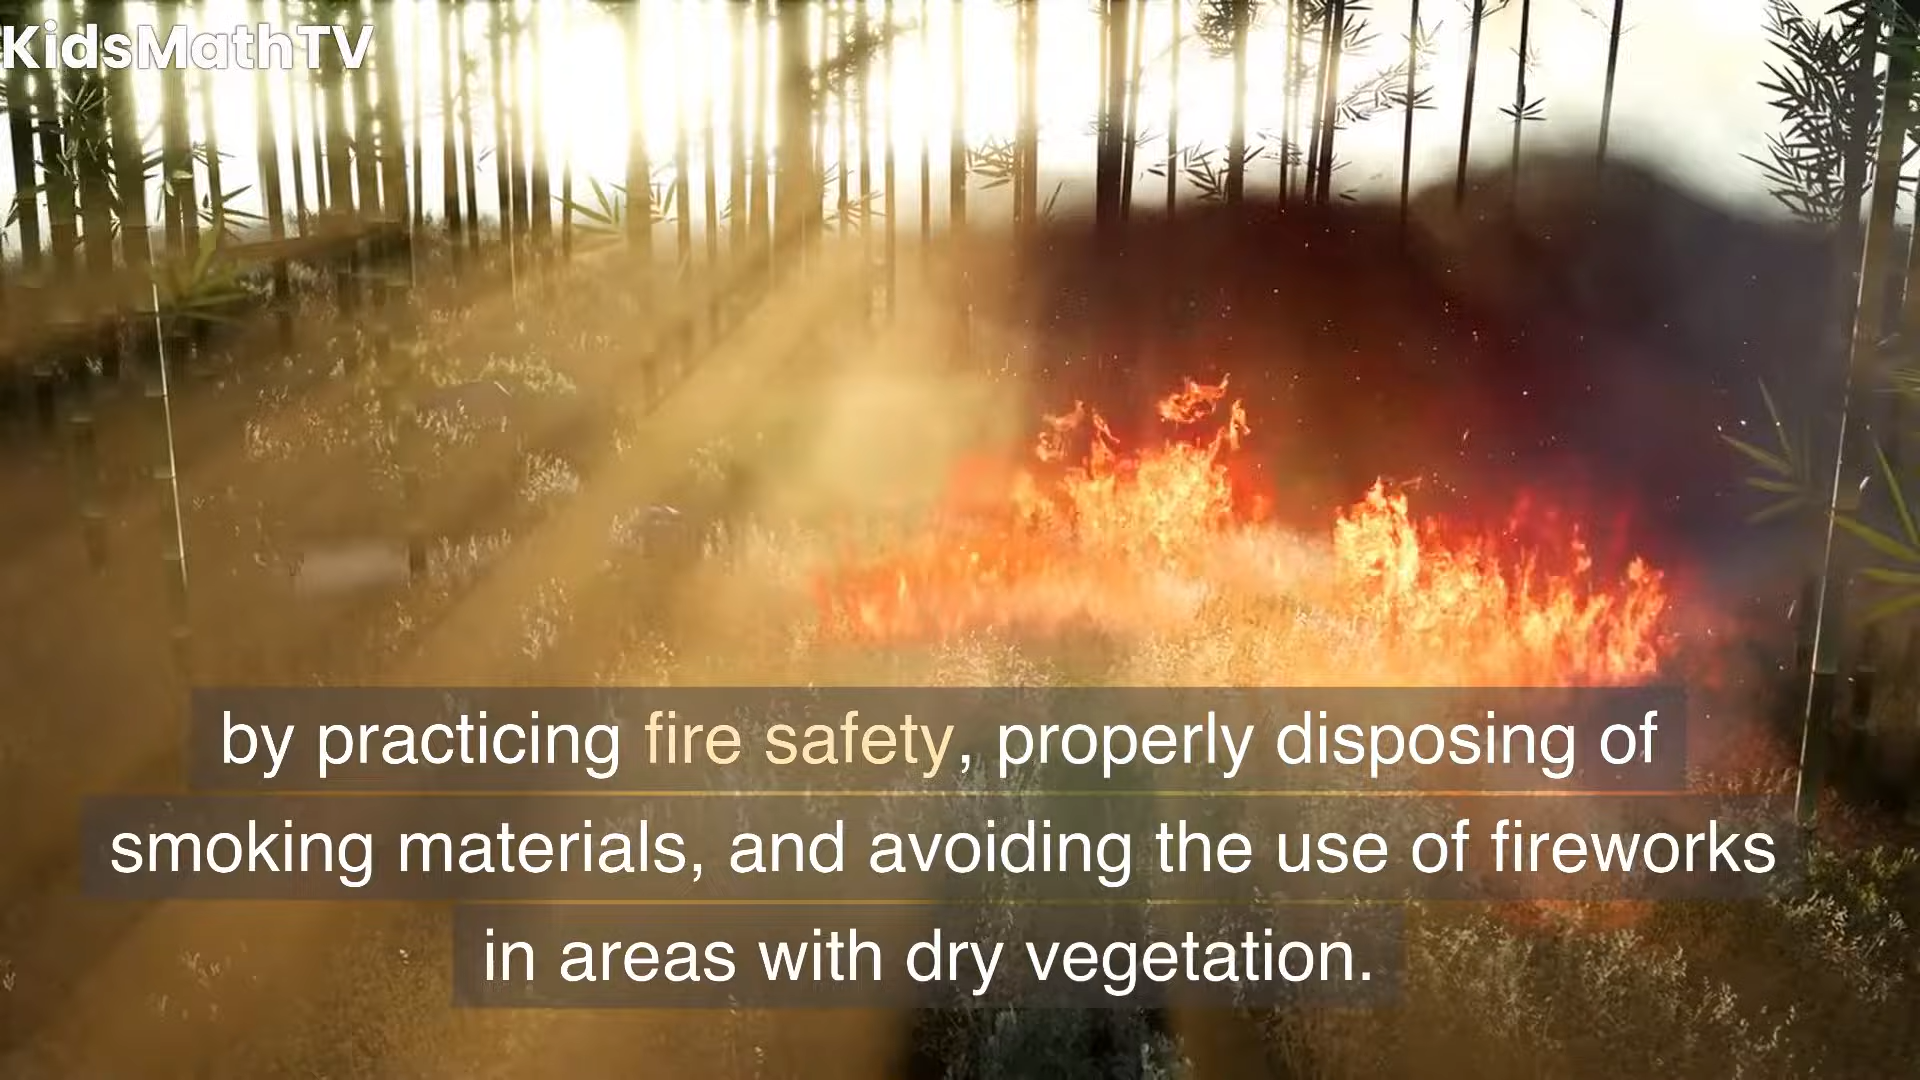 KidsMathTV
by practicing fire safety, properly disposing of
smoking materials, and avoiding the use of fireworks
in areas with dry vegetation.